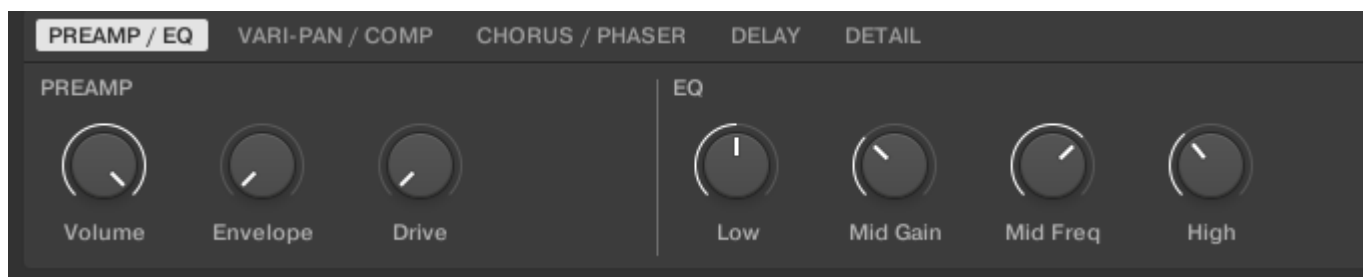 PREAMP / EQ VARI-PAN / COMP CHORUS / PHASER DELAY DETAIL
PREAMP EQ
Volume Envelope Drive Low Mid Gain Mid Freq High